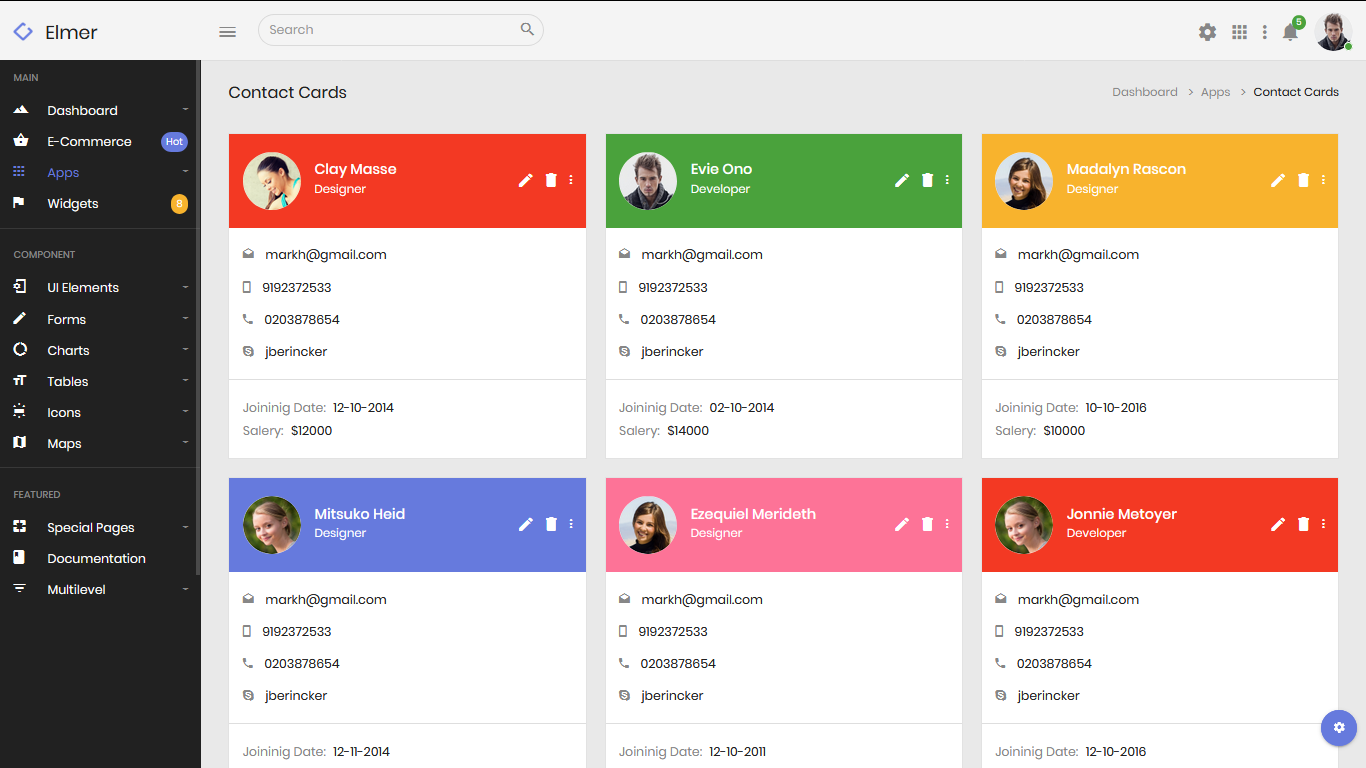 Elmer
Search
5
MAIN
Dashboard
E-Commerce Hot
Apps
Widgets 8
COMPONENT
UI Elements
Forms
Charts
Tables
Icons
Maps
FEATURED
Special Pages
Documentation
Multilevel
Contact Cards
Dashboard > Apps > Contact Cards
Clay Masse
Designer
markh@gmail.com
9192372533
0203878654
jberincker
Joininig Date: 12-10-2014
Salery: $12000
Evie Ono
Developer
markh@gmail.com
9192372533
0203878654
jberincker
Joininig Date: 02-10-2014
Salery: $14000
Madalyn Rascon
Designer
markh@gmail.com
9192372533
0203878654
jberincker
Joininig Date: 10-10-2016
Salery: $10000
Mitsuko Heid
Designer
markh@gmail.com
9192372533
0203878654
jberincker
Joininig Date: 12-11-2014
Ezequiel Merideth
Designer
markh@gmail.com
9192372533
0203878654
jberincker
Joininig Date: 12-10-2011
Jonnie Metoyer
Developer
markh@gmail.com
9192372533
0203878654
jberincker
Joininig Date: 12-10-2016